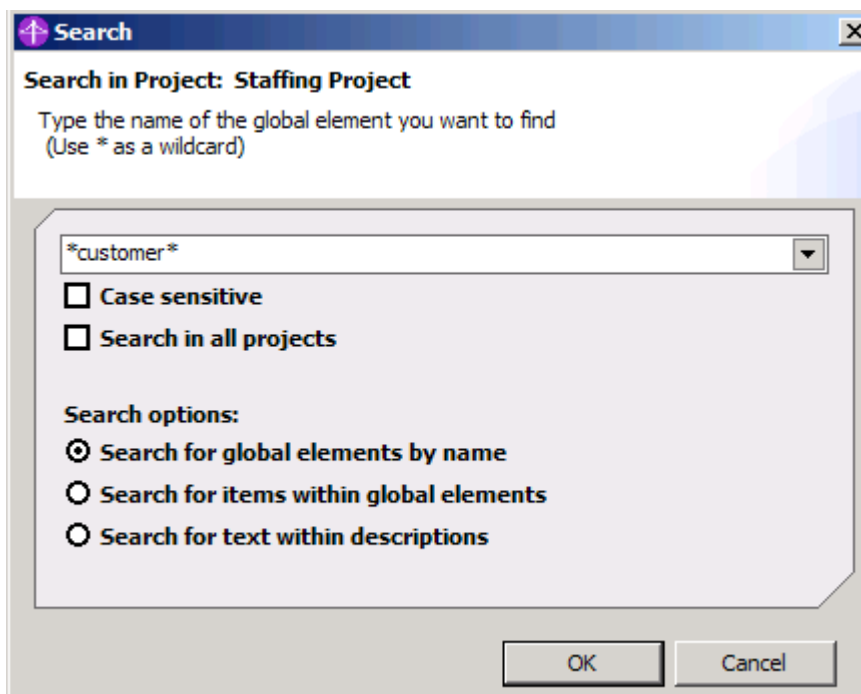 Search
Search in Project: Staffing Project
Type the name of the global element you want to find
(Use * as a wildcard)
*customer*
Case sensitive
Search in all projects
Search options:
Search for global elements by name
Search for items within global elements
Search for text within descriptions
OK
Cancel